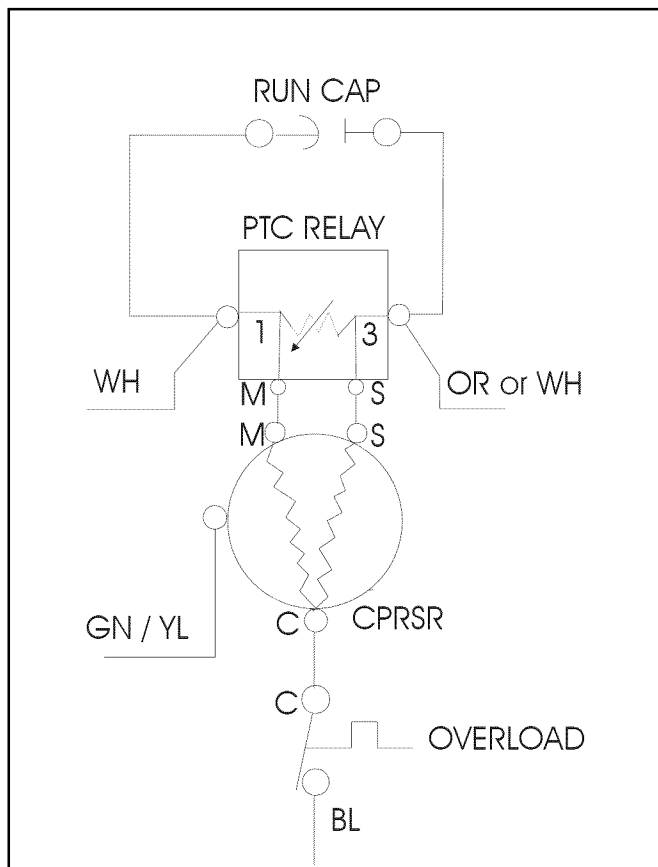 RUN CAP
PTC RELAY
1 3
WH
OR or WH
M S
M S
GN / YL
C CPRSR
C
OVERLOAD
BL